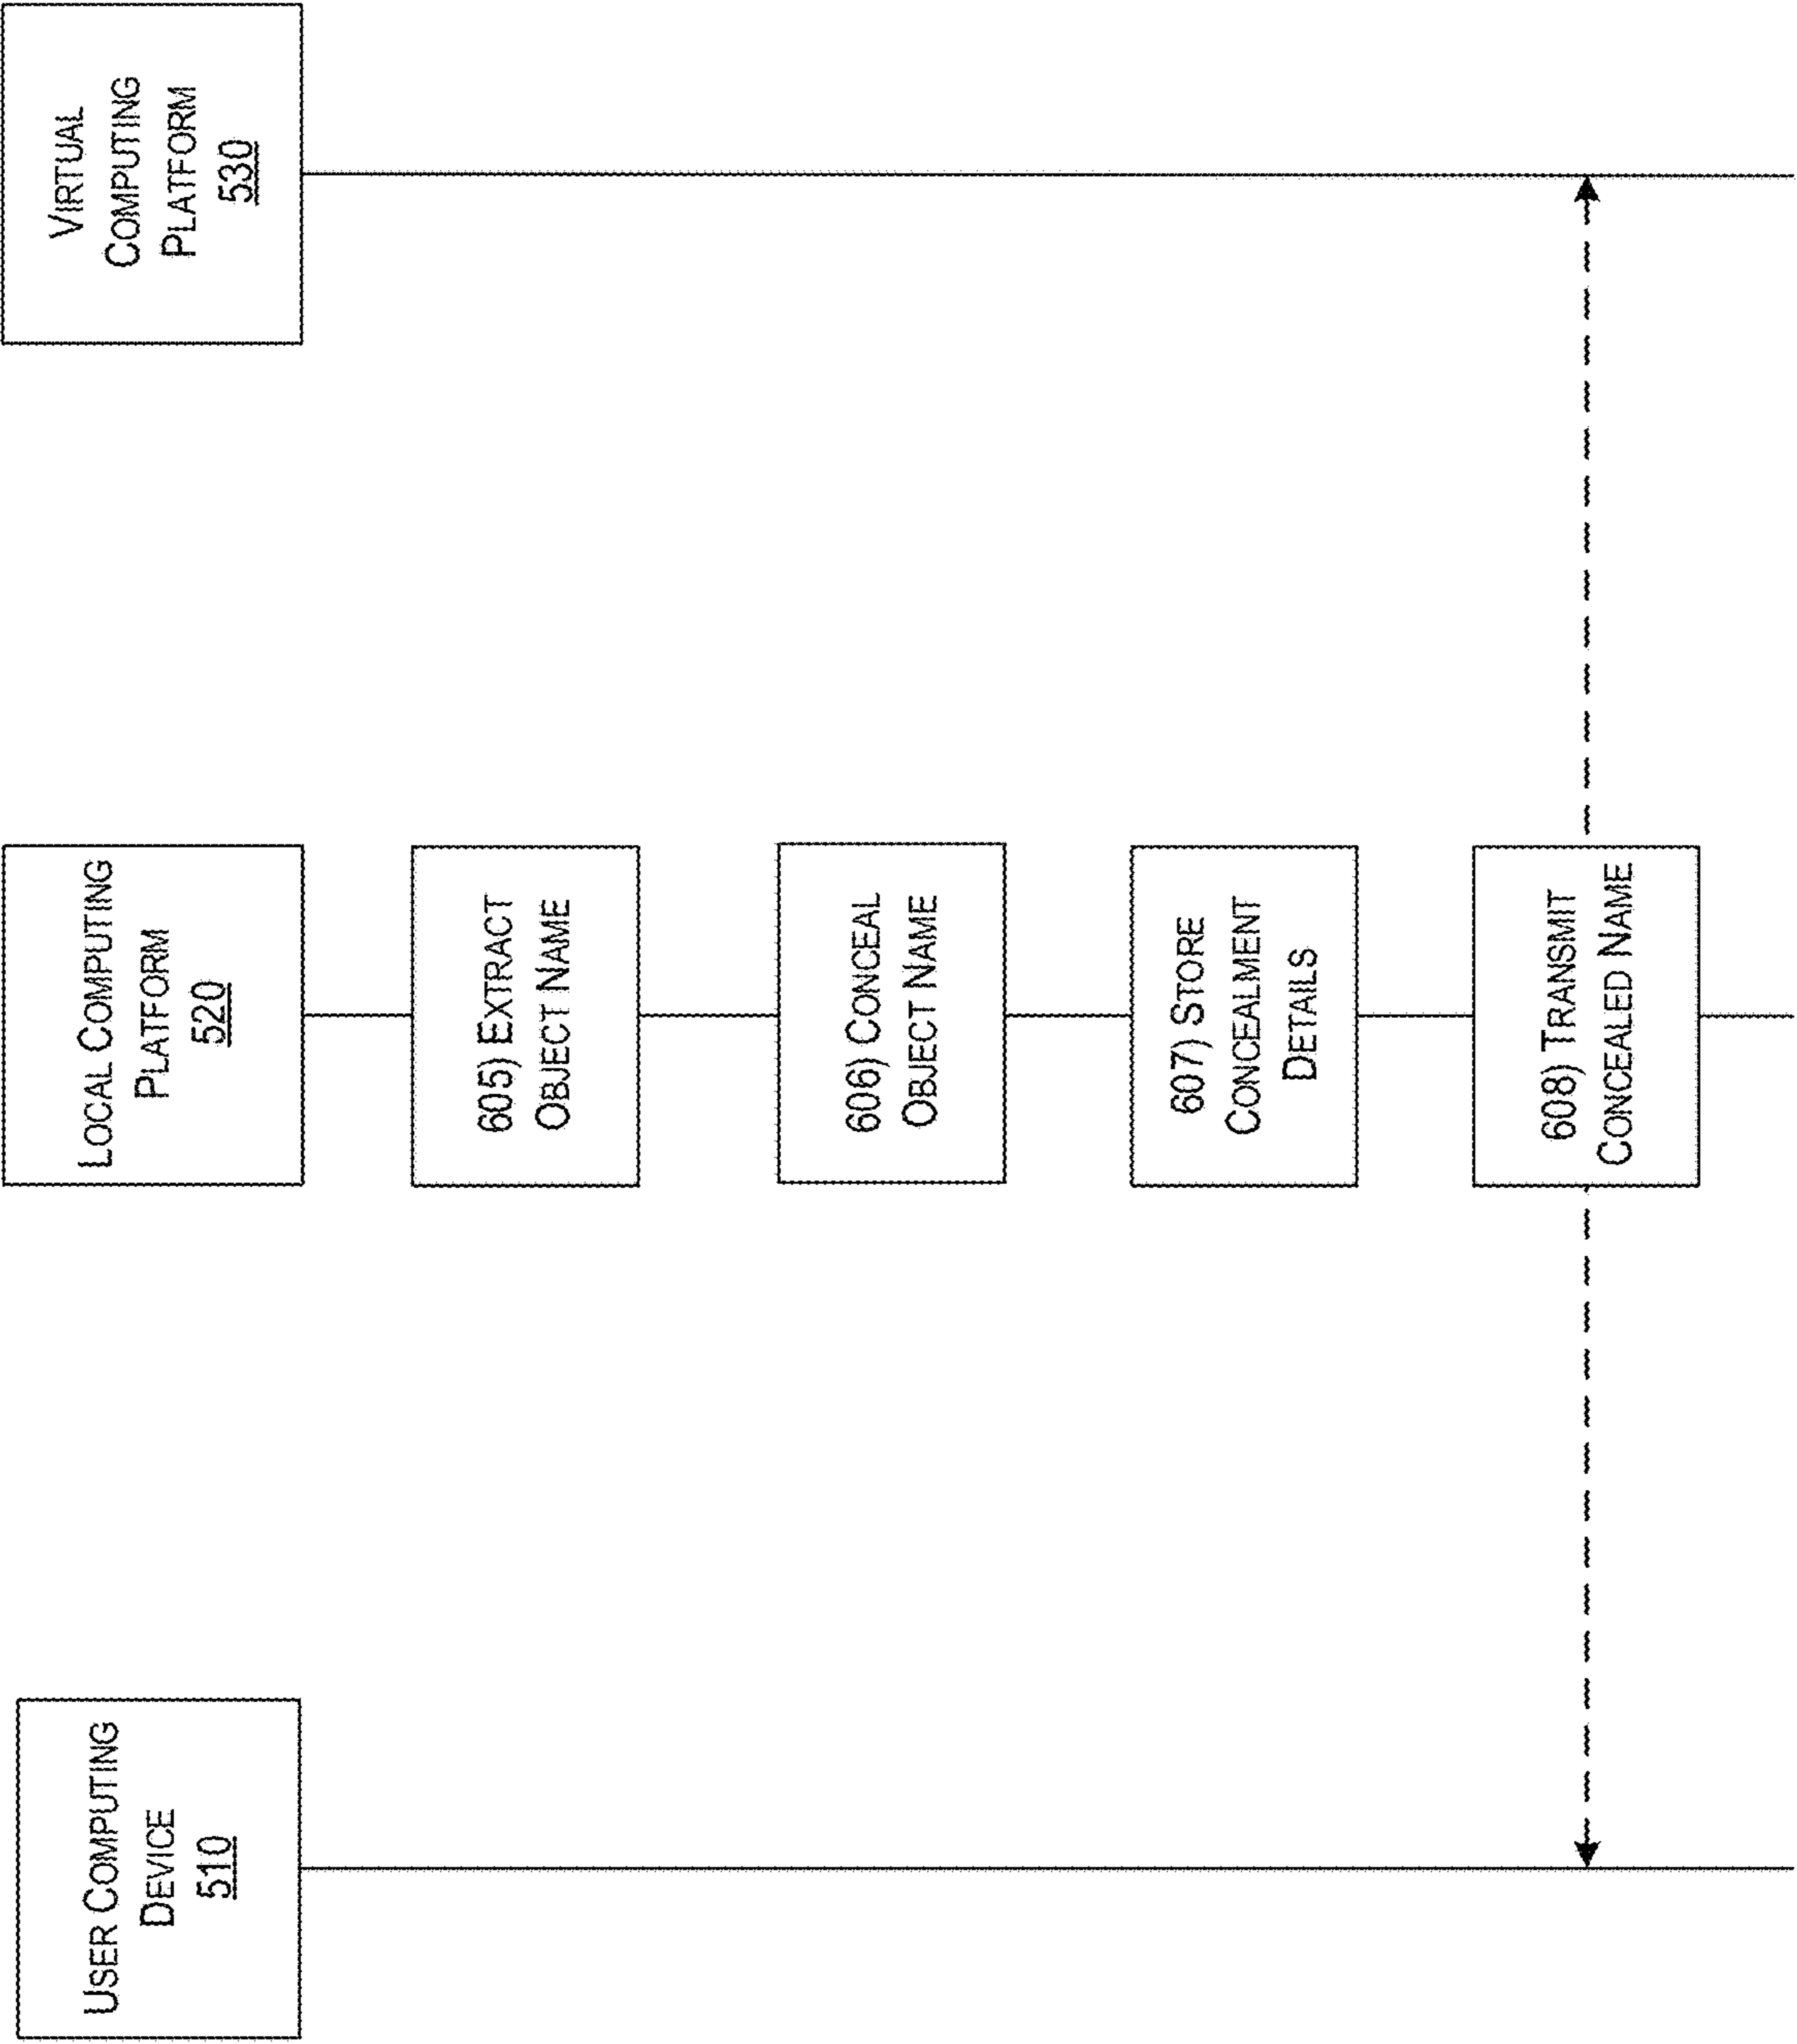 USER COMPUTING
DEVICE
510
LOCAL COMPUTING
PLATFORM
520
VIRTUAL
COMPUTING
PLATFORM
530
605) EXTRACT
OBJECT NAME
606) CONCEAL
OBJECT NAME
607) STORE
CONCEALMENT
DETAILS
608) TRANSMIT
CONCEALED NAME